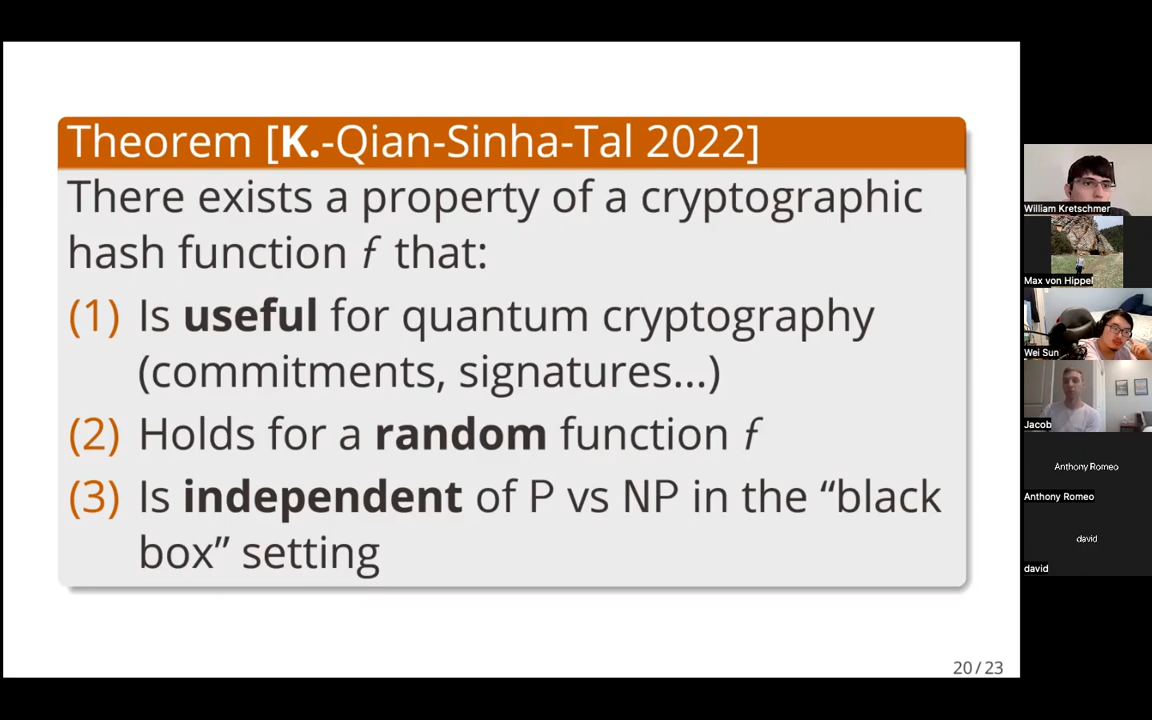 Theorem [K.-Qian-Sinha-Tal 2022]
There exists a property of a cryptographic
hash function f that:
(1) Is useful for quantum cryptography
(commitments, signatures...)
(2) Holds for a random function f
(3) Is independent of P vs NP in the “black
box” setting
20/23
William Kretschmer
Max von Hippel
Wei Sun
Jacob
Anthony Romeo
Anthony Romeo
david
david